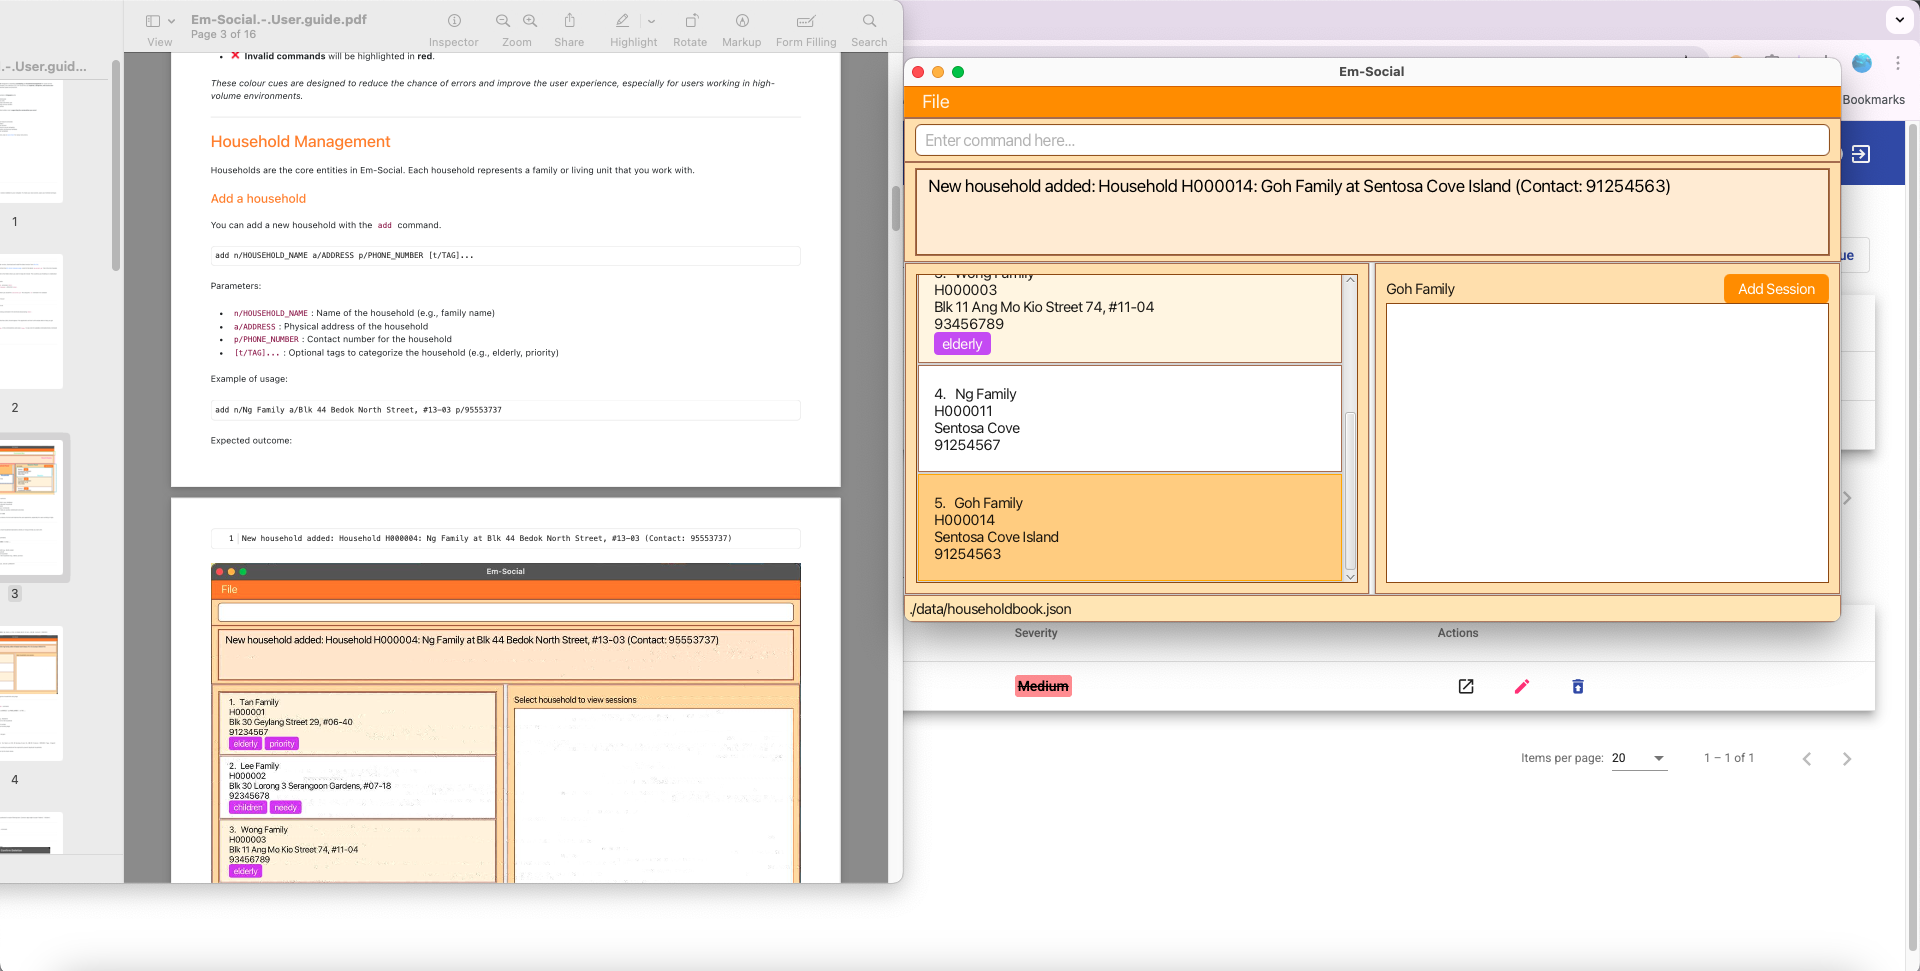 Em-Social.-.User.guide.pdf
Page 3 of 16
View
Inspector
Zoom
Share
Highlight
Rotate
Markup
Form Filling
Search
.-.User.guid...
1
2
3
4
Invalid commands will be highlighted in red.
These colour cues are designed to reduce the chance of errors and improve the user experience, especially for users working in high-
volume environments.
Household Management
Households are the core entities in Em-Social. Each household represents a family or living unit that you work with.
Add a household
You can add a new household with the add command.
add n/HOUSEHOLD_NAME a/ADDRESS p/PHONE_NUMBER [t/TAG]...
Parameters:
n/HOUSEHOLD_NAME : Name of the household (e.g., family name)
a/ADDRESS : Physical address of the household
p/PHONE_NUMBER : Contact number for the household
[t/TAG]... : Optional tags to categorize the household (e.g., elderly, priority)
Example of usage:
add n/Ng Family a/Blk 44 Bedok North Street, #13-03 p/95553737
Expected outcome:
1 New household added: Household H000004: Ng Family at Blk 44 Bedok North Street, #13-03 (Contact: 95553737)
Em-Social
File
New household added: Household H000004: Ng Family at Blk 44 Bedok North Street, #13-03 (Contact: 95553737)
1. Tan Family
H000001
Blk 30 Geylang Street 29, #06-40
91234567
elderly priority
2. Lee Family
H000002
Blk 30 Lorong 3 Serangoon Gardens, #07-18
92345678
children needy
3. Wong Family
H000003
Blk 11 Ang Mo Kio Street 74, #11-04
93456789
elderly
Select household to view sessions
Em-Social
File
Enter command here...
New household added: Household H000014: Goh Family at Sentosa Cove Island (Contact: 91254563)
3. Wong Family
H000003
Blk 11 Ang Mo Kio Street 74, #11-04
93456789
elderly
4. Ng Family
H000011
Sentosa Cove
91254567
5. Goh Family
H000014
Sentosa Cove Island
91254563
Goh Family
Add Session
./data/householdbook.json
Bookmarks
ue
Severity
Actions
Medium
Items per page: 20
1 – 1 of 1